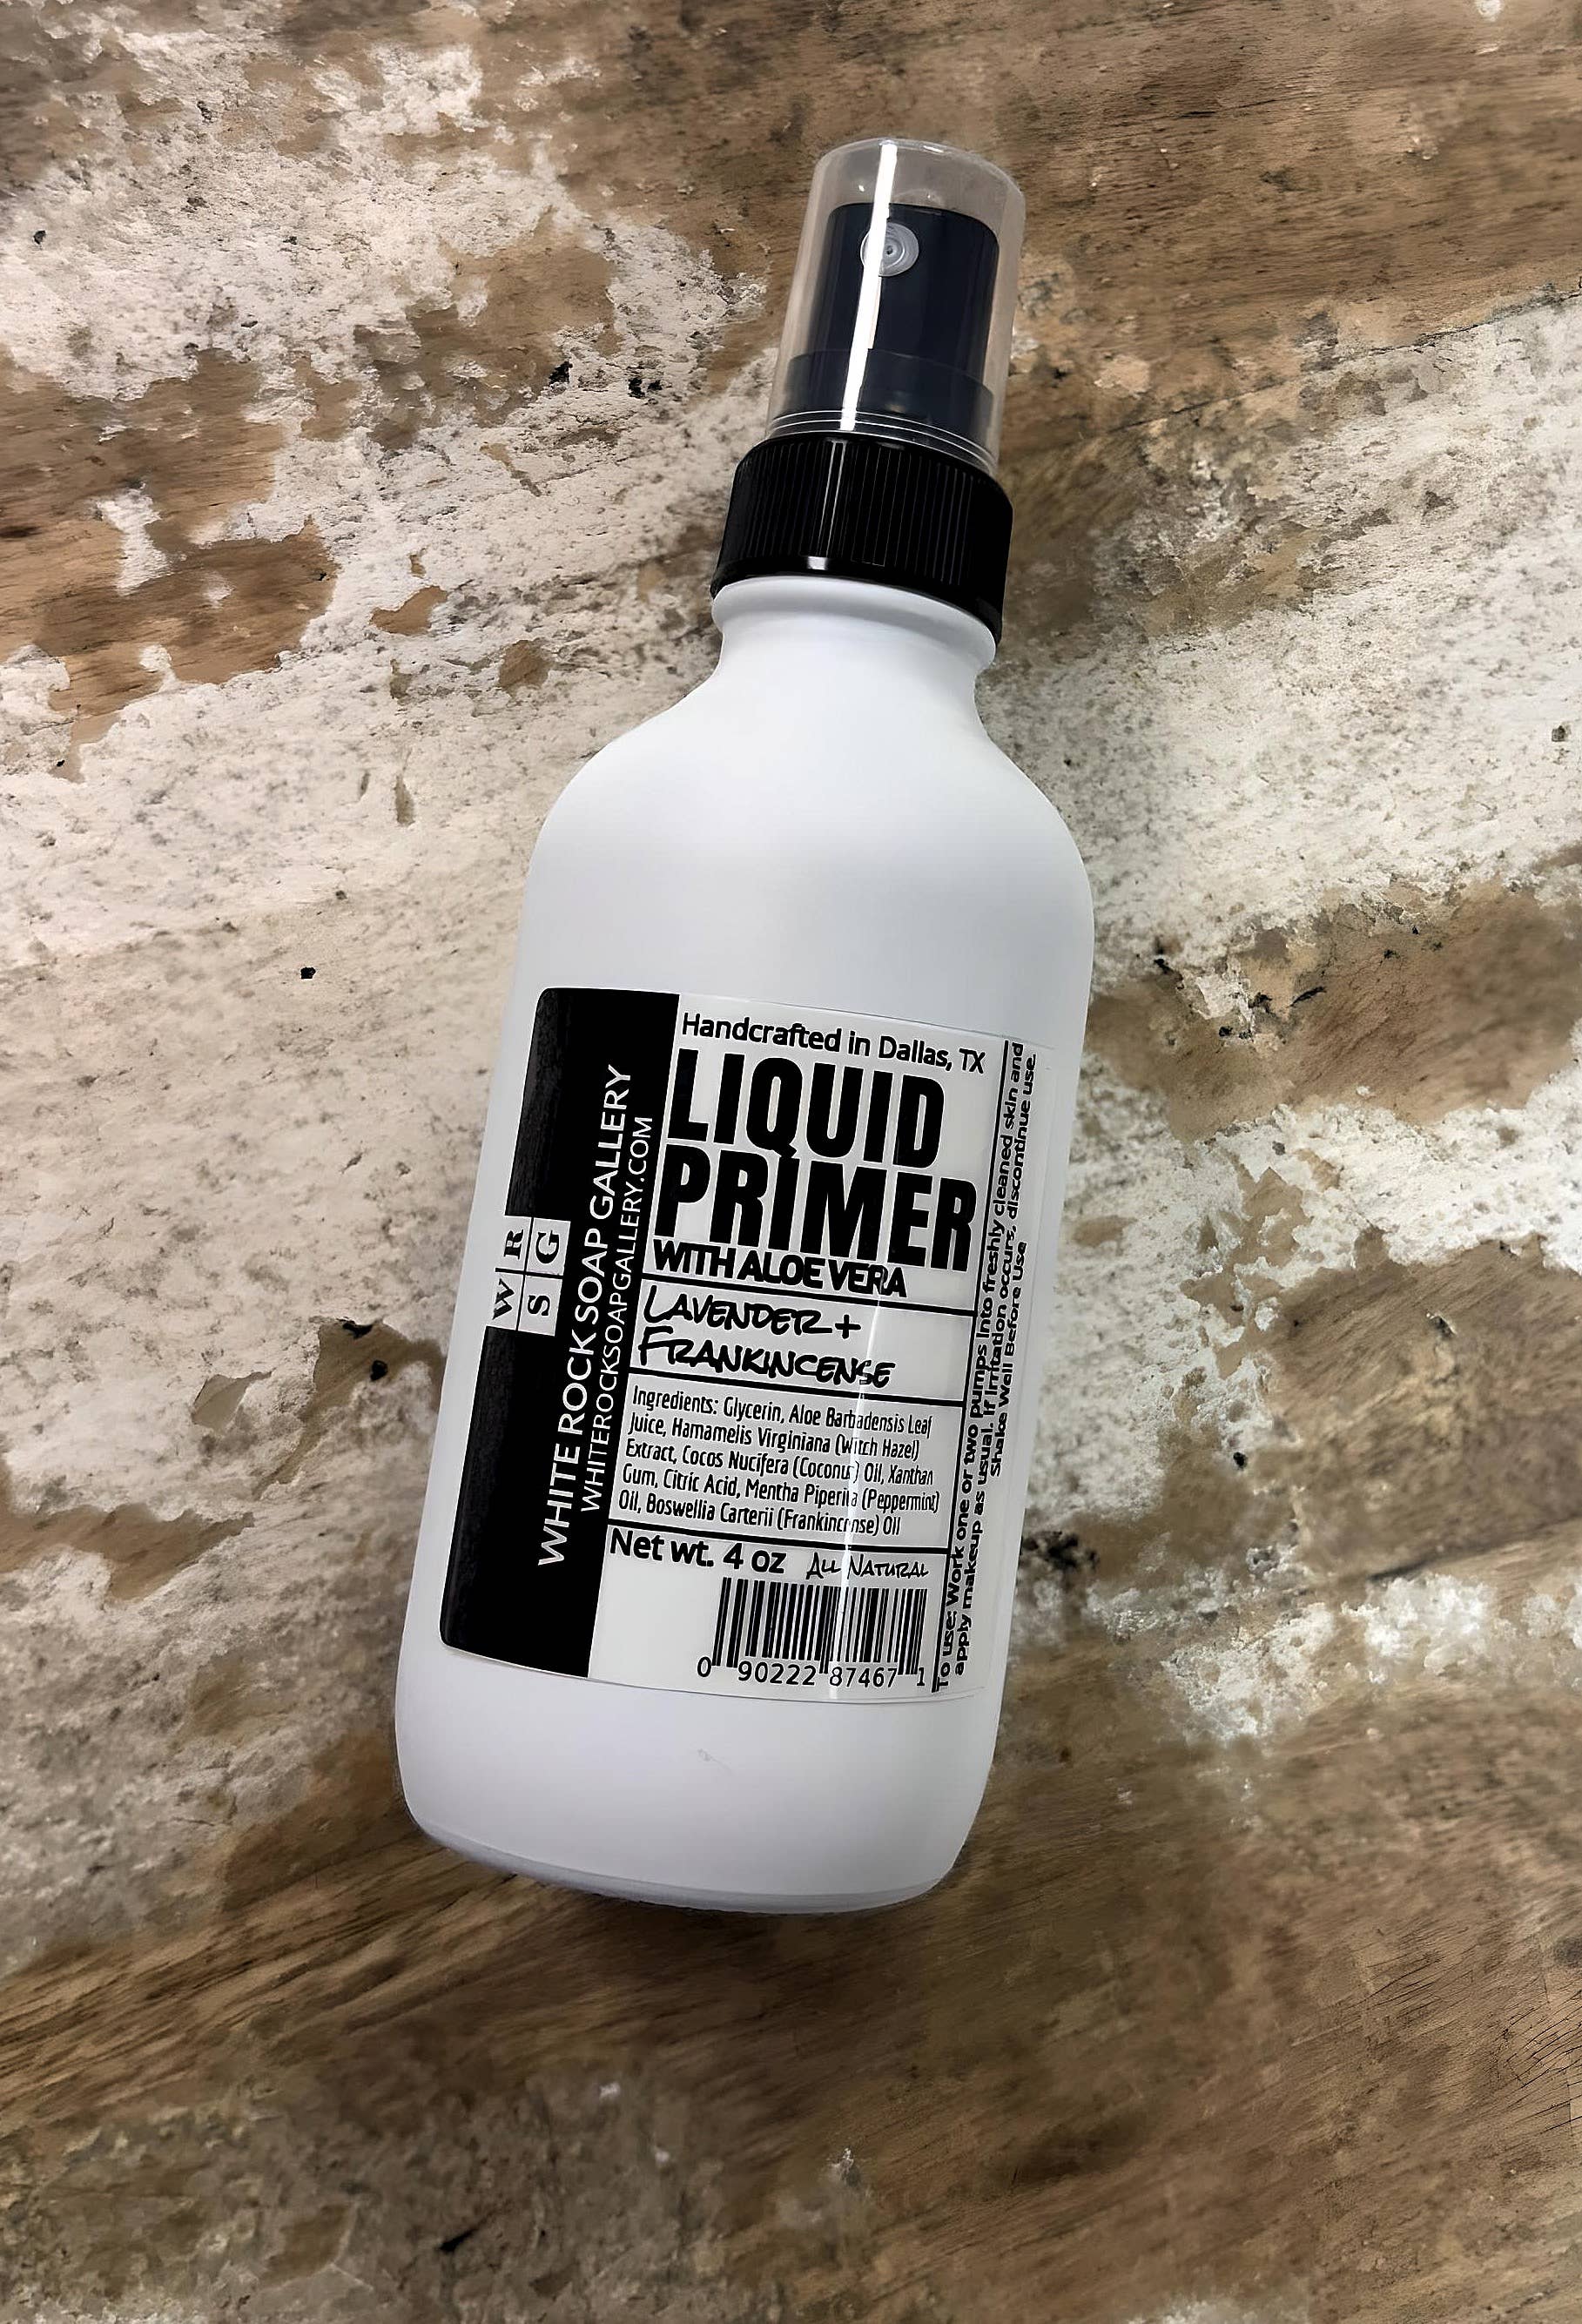 W R
S G
WHITE ROCK SOAP GALLERY
WHITEROCKSOAPGALLERY.COM
Handcrafted in Dallas, TX
LIQUID
PRIMER
WITH ALOE VERA
LAVENDER +
FRANKINCENSE
Ingredients: Glycerin, Aloe Barbadensis Leaf
Juice, Hamamelis Virginiana (Witch Hazel)
Extract, Cocos Nucifera (Coconut) Oil, Xanthan
Gum, Citric Acid, Mentha Piperita (Peppermint)
Oil, Boswellia Carterii (Frankincense) Oil
Net wt. 4 oz ALL NATURAL
0 90222 87467 1
To use: Work one or two pumps into freshly cleaned skin and
apply makeup as usual. If irritation occurs, discontinue use.
Shake Well Before Use